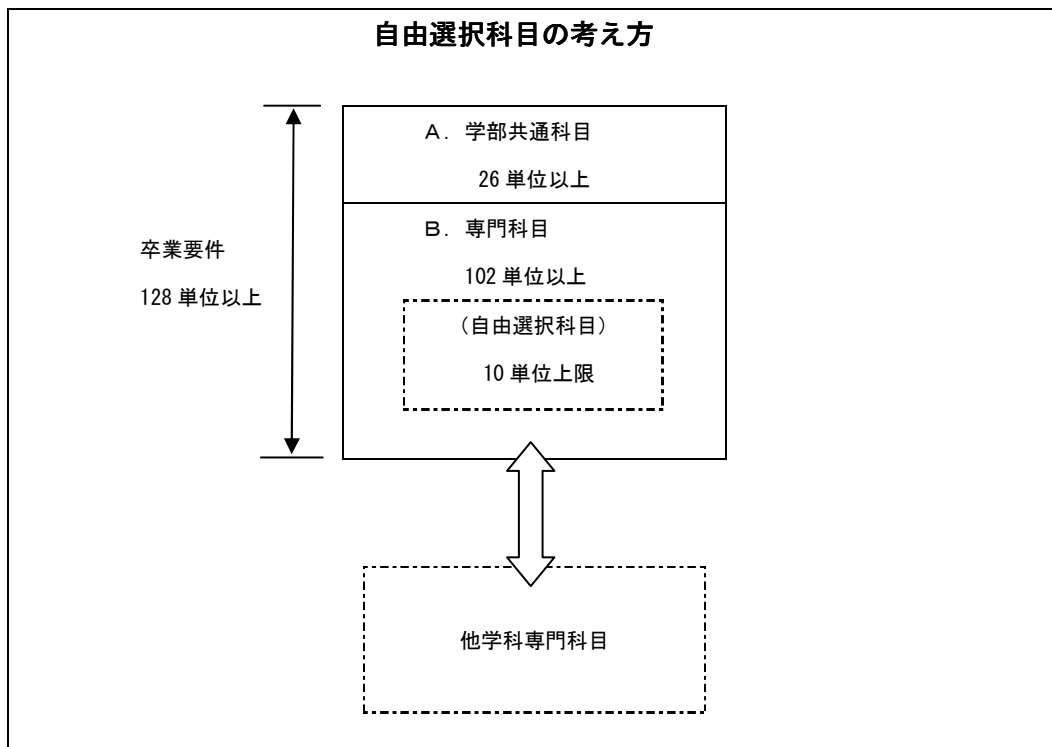 自由選択科目の考え方
A. 学部共通科目
26 単位以上
B. 専門科目
102 単位以上
卒業要件
128 単位以上
(自由選択科目)
10 単位上限
他学科専門科目